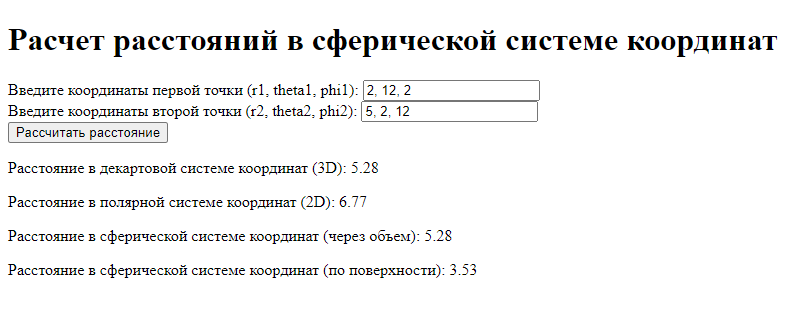 Расчет расстояний в сферической системе координат
Введите координаты первой точки (r1, theta1, phi1): 2, 12, 2
Введите координаты второй точки (r2, theta2, phi2): 5, 2, 12
Рассчитать расстояние
Расстояние в декартовой системе координат (3D): 5.28
Расстояние в полярной системе координат (2D): 6.77
Расстояние в сферической системе координат (через объем): 5.28
Расстояние в сферической системе координат (по поверхности): 3.53